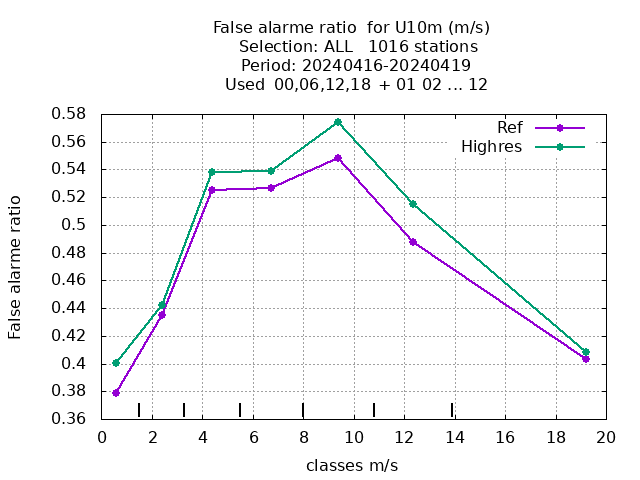 False alarme ratio  for U10m (m/s)
Selection: ALL   1016 stations
Period: 20240416-20240419
Used  00,06,12,18 + 01 02 ... 12
Ref
Highres
0.58
0.56
0.54
0.52
0.5
0.48
0.46
0.44
0.42
0.4
0.38
0.36
False alarme ratio
0 2 4 6 8 10 12 14 16 18 20
classes m/s